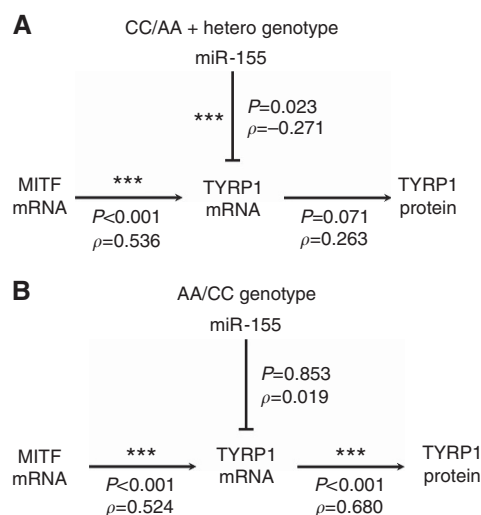 A
CC/AA + hetero genotype
miR-155
***
P=0.023
ρ=–0.271
MITF
mRNA
***
P<0.001
ρ=0.536
TYRP1
mRNA
P=0.071
ρ=0.263
TYRP1
protein
B
AA/CC genotype
miR-155
P=0.853
ρ=0.019
MITF
mRNA
***
P<0.001
ρ=0.524
TYRP1
mRNA
***
P<0.001
ρ=0.680
TYRP1
protein